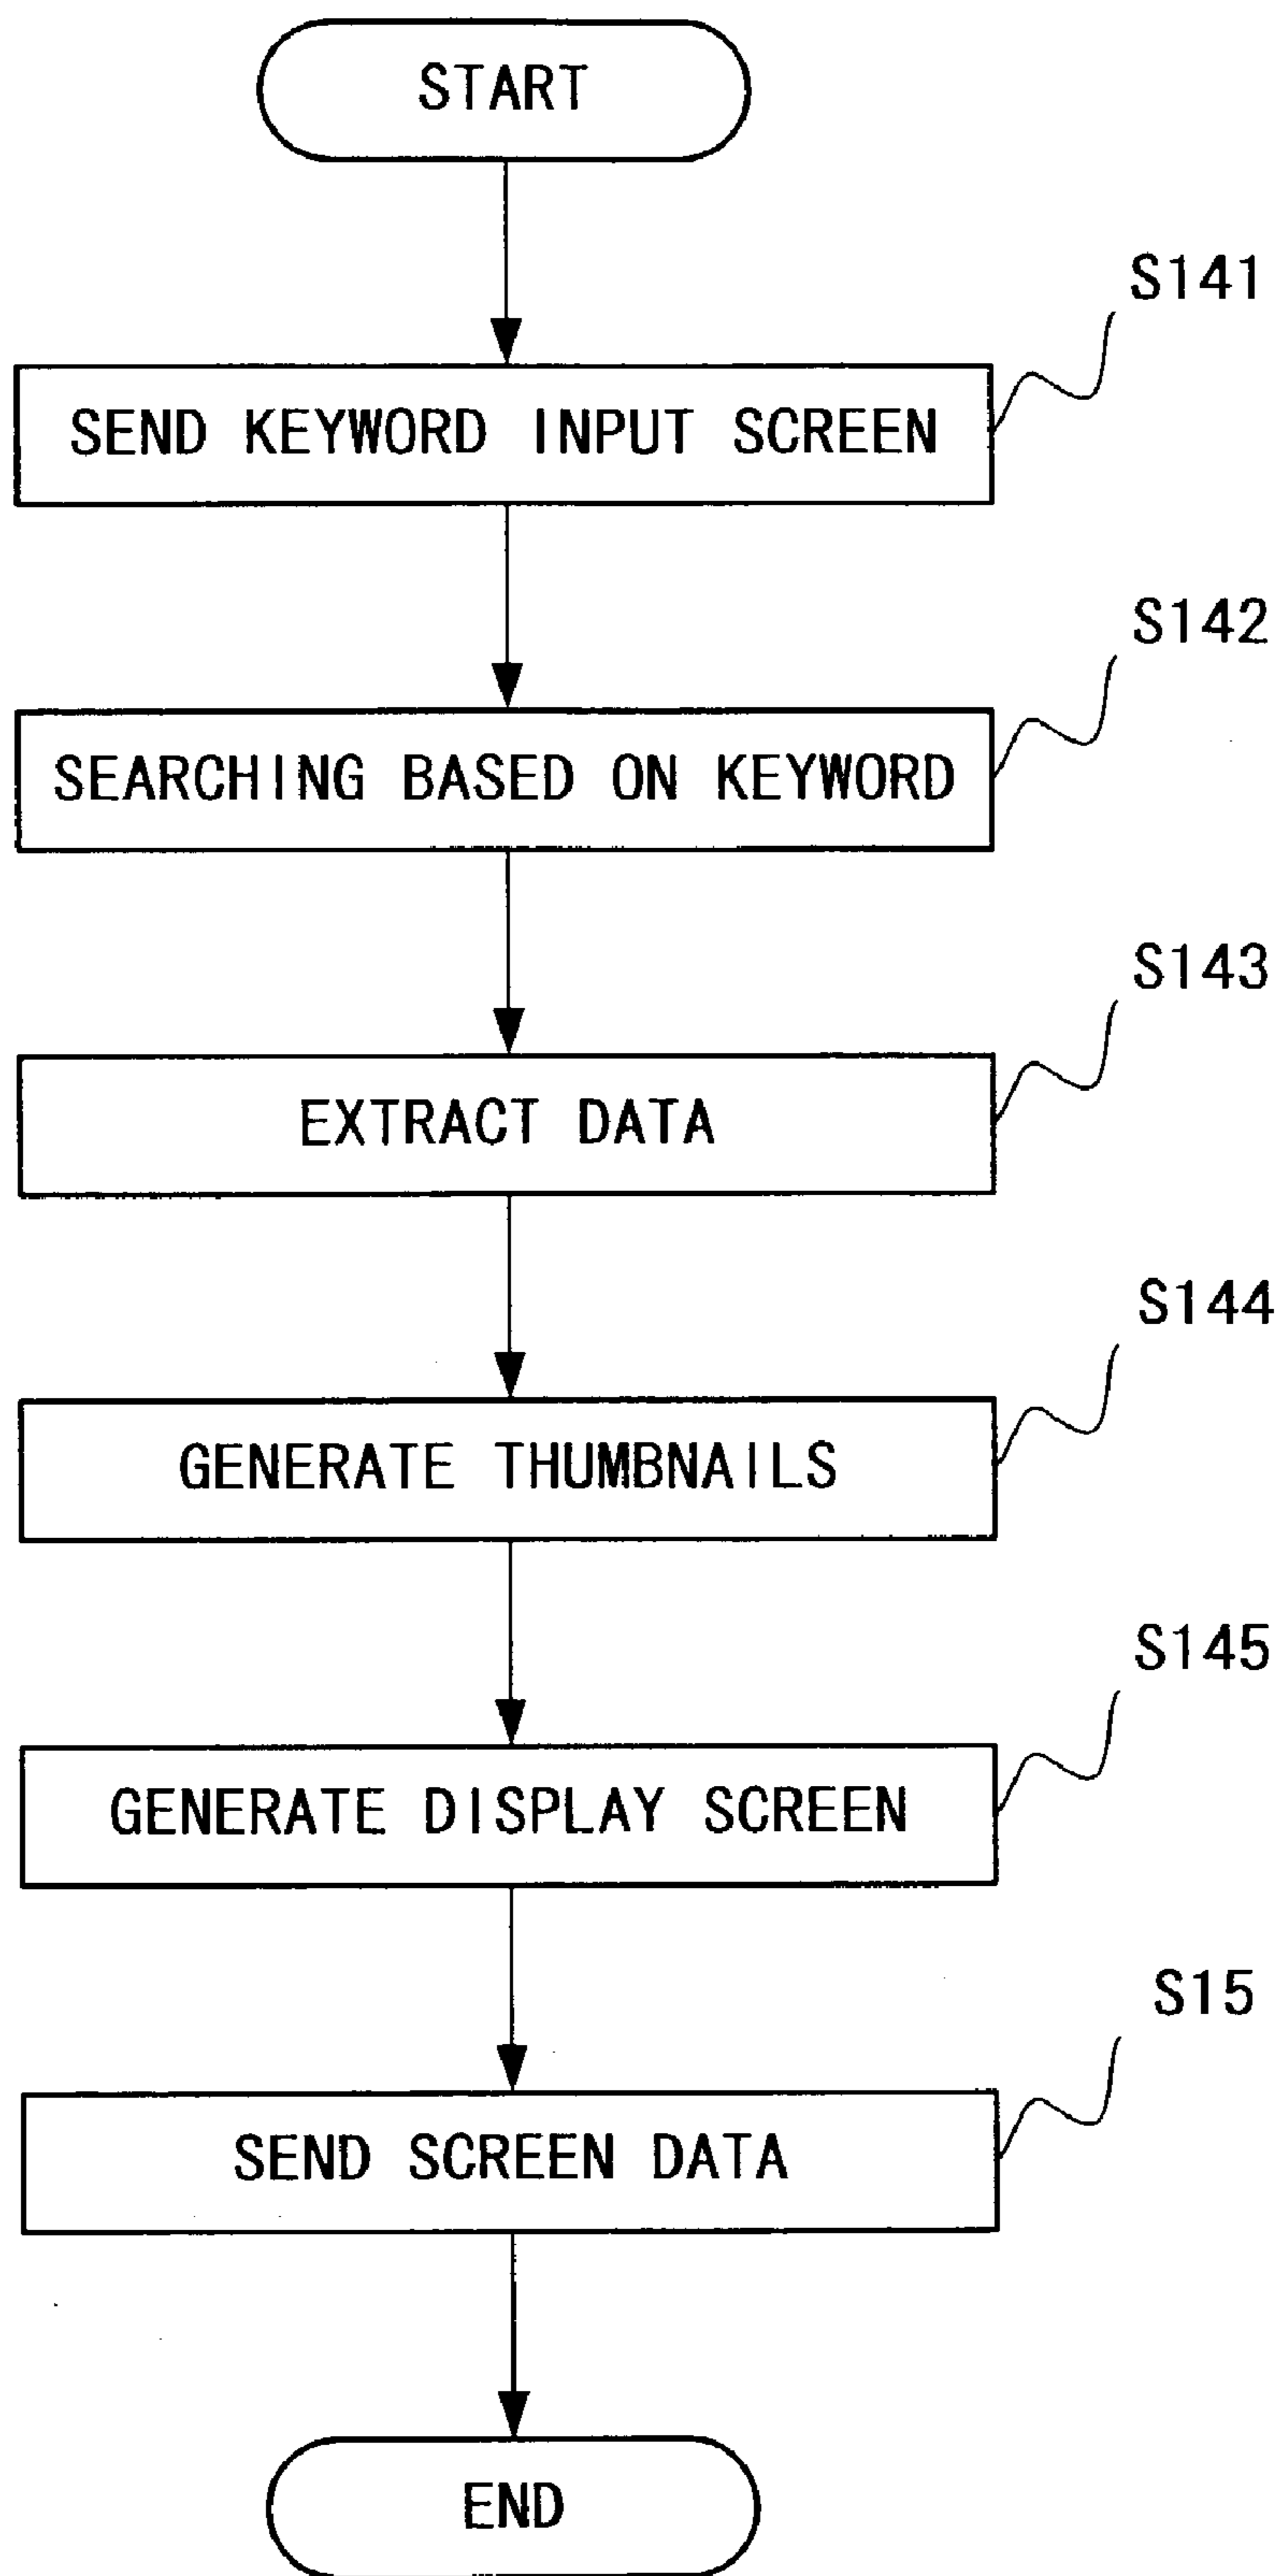 START
S141
SEND KEYWORD INPUT SCREEN
S142
SEARCHING BASED ON KEYWORD
S143
EXTRACT DATA
S144
GENERATE THUMBNAILS
S145
GENERATE DISPLAY SCREEN
S15
SEND SCREEN DATA
END